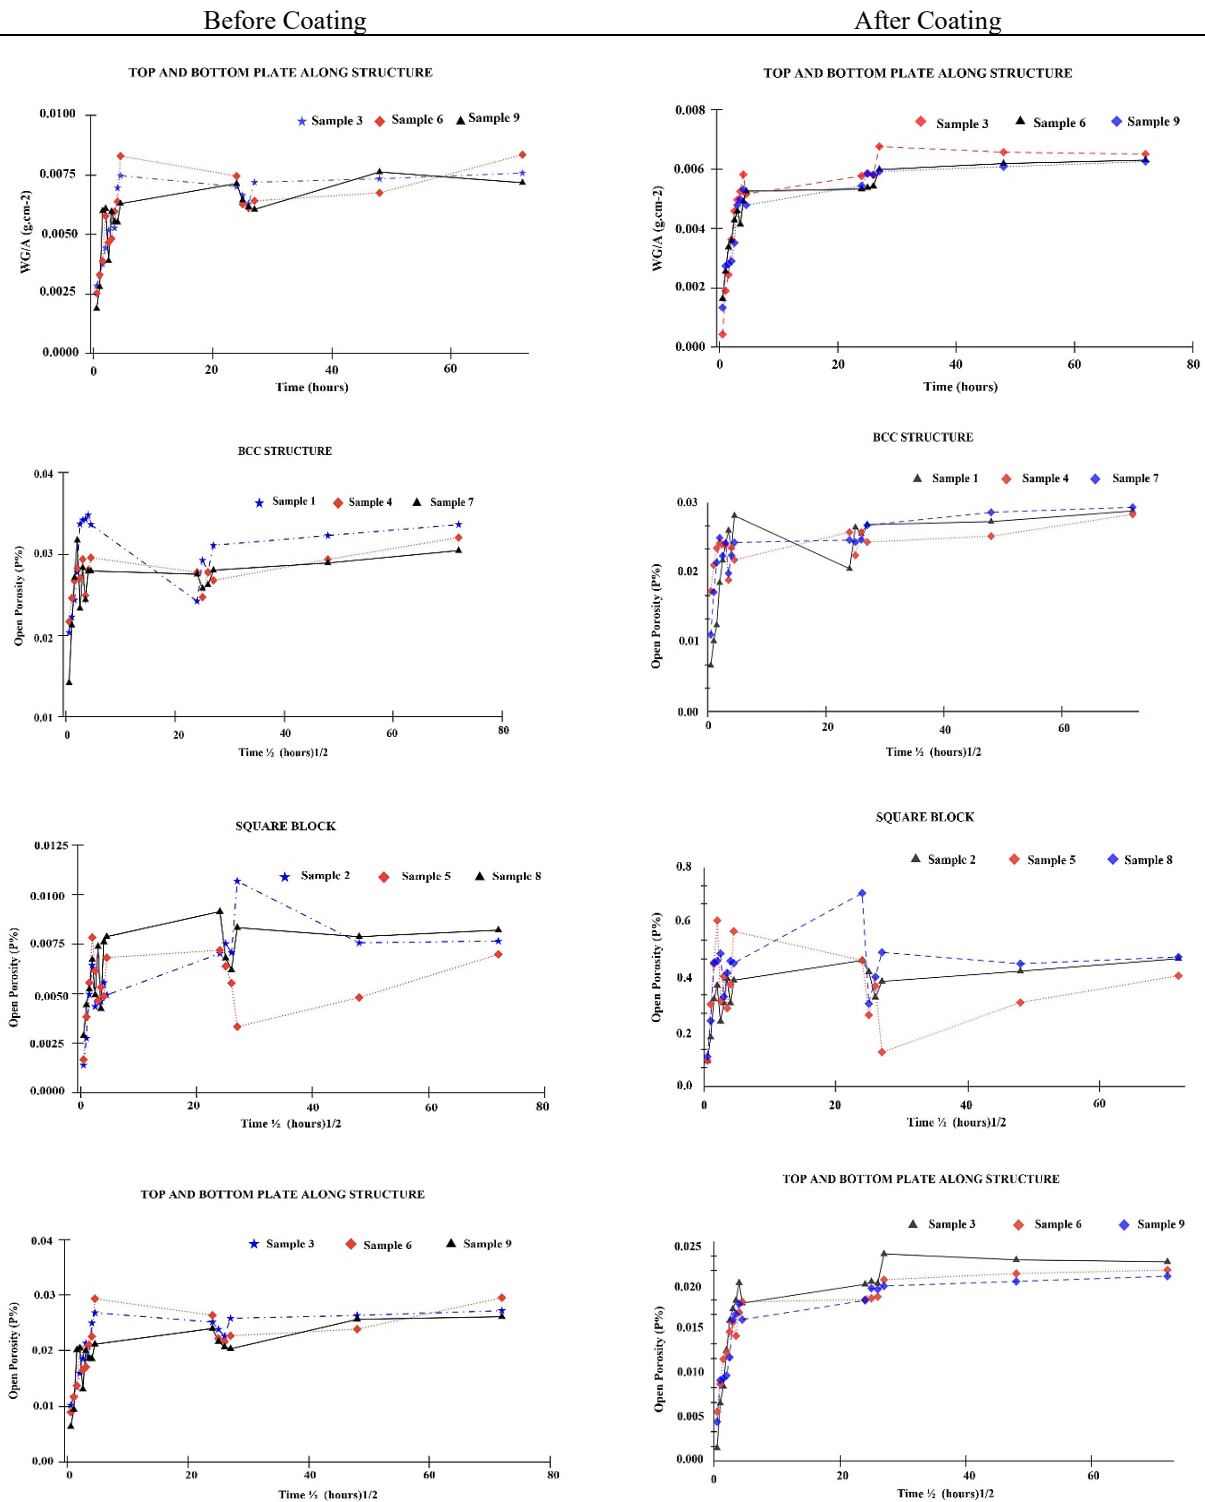 Before Coating
After Coating
TOP AND BOTTOM PLATE ALONG STRUCTURE
Sample 3 Sample 6 Sample 9
WG/A (g.cm-2)
0.0100
0.0075
0.0050
0.0025
0.0000
0 20 40 60
Time (hours)
TOP AND BOTTOM PLATE ALONG STRUCTURE
Sample 3 Sample 6 Sample 9
WG/A (g.cm-2)
0.008
0.006
0.004
0.002
0.000
0 20 40 60 80
Time (hours)
BCC STRUCTURE
Sample 1 Sample 4 Sample 7
Open Porosity (P%)
0.04
0.03
0.02
0.01
0 20 40 60 80
Time ½ (hours)1/2
BCC STRUCTURE
Sample 1 Sample 4 Sample 7
Open Porosity (P%)
0.03
0.02
0.01
0.00
0 20 40 60
Time ½ (hours)1/2
SQUARE BLOCK
Sample 2 Sample 5 Sample 8
Open Porosity (P%)
0.0125
0.0100
0.0075
0.0050
0.0025
0.0000
0 20 40 60 80
Time ½ (hours)1/2
SQUARE BLOCK
Sample 2 Sample 5 Sample 8
Open Porosity (P%)
0.8
0.6
0.4
0.2
0.0
0 20 40 60
Time ½ (hours)1/2
TOP AND BOTTOM PLATE ALONG STRUCTURE
Sample 3 Sample 6 Sample 9
Open Porosity (P%)
0.04
0.03
0.02
0.01
0.00
0 20 40 60 80
Time ½ (hours)1/2
TOP AND BOTTOM PLATE ALONG STRUCTURE
Sample 3 Sample 6 Sample 9
Open Porosity (P%)
0.025
0.020
0.015
0.010
0.005
0.000
0 20 40 60
Time ½ (hours)1/2